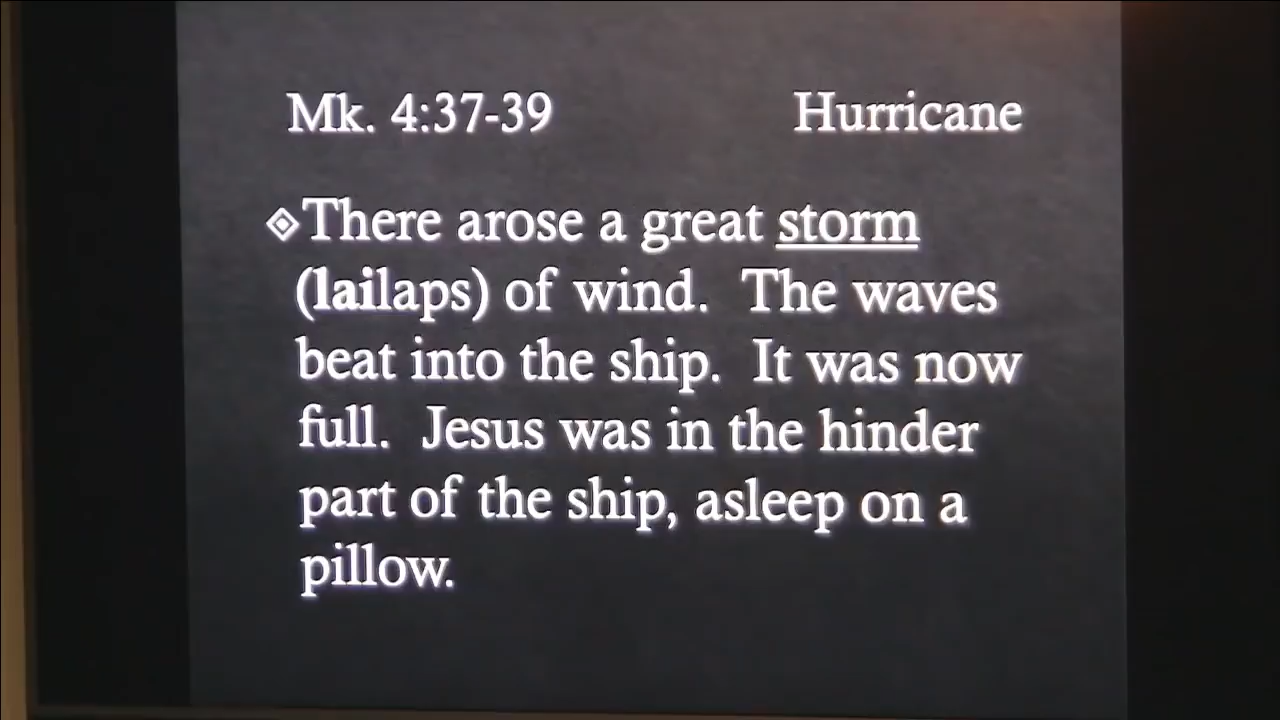 Mk. 4:37-39 Hurricane
There arose a great storm
(lailaps) of wind. The waves
beat into the ship. It was now
full. Jesus was in the hinder
part of the ship, asleep on a
pillow.